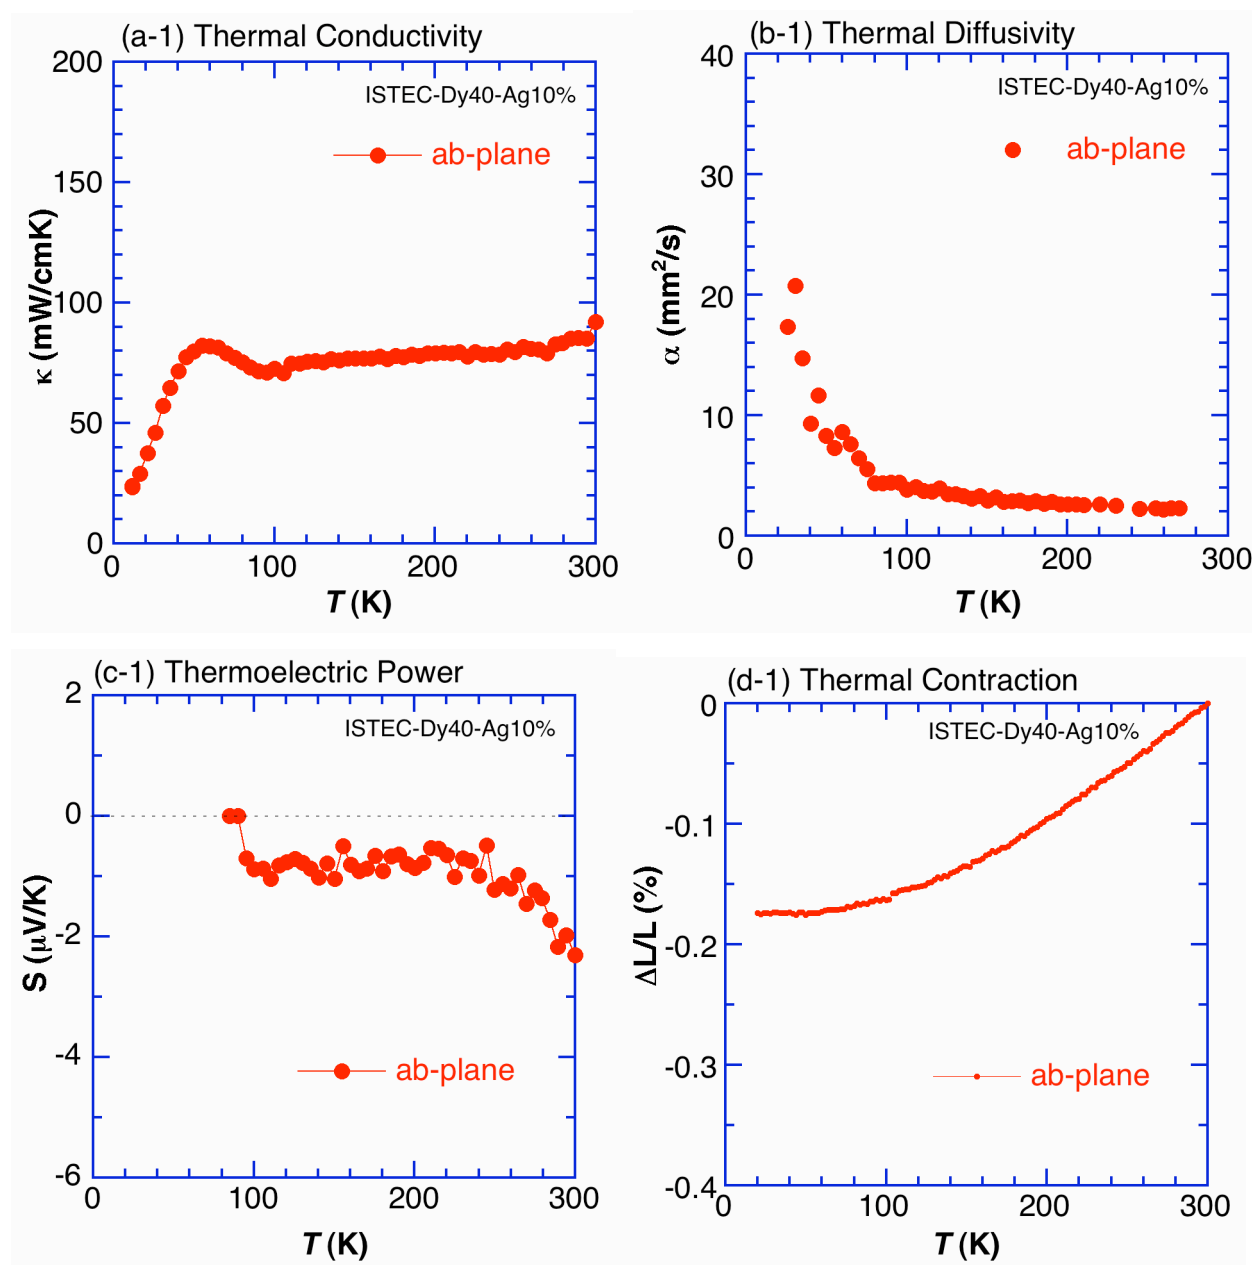 (a-1) Thermal Conductivity
200
150
100
50
0
0
100
200
300
κ (mW/cmK)
T (K)
ISTEC-Dy40-Ag10%
ab-plane
(b-1) Thermal Diffusivity
40
30
20
10
0
0
100
200
300
α (mm²/s)
T (K)
ISTEC-Dy40-Ag10%
ab-plane
(c-1) Thermoelectric Power
2
0
-2
-4
-6
0
100
200
300
S (μV/K)
T (K)
ISTEC-Dy40-Ag10%
ab-plane
(d-1) Thermal Contraction
0
-0.1
-0.2
-0.3
-0.4
0
100
200
300
ΔL/L (%)
T (K)
ISTEC-Dy40-Ag10%
ab-plane